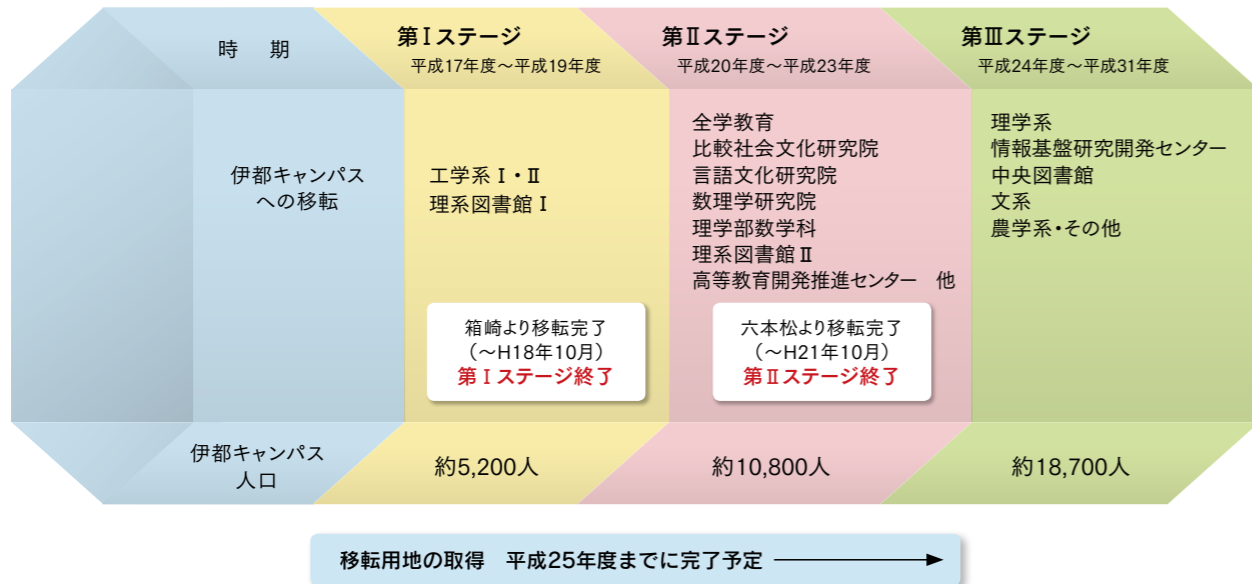 時 期
第Ⅰステージ
平成17年度～平成19年度
第Ⅱステージ
平成20年度～平成23年度
第Ⅲステージ
平成24年度～平成31年度
伊都キャンパス
への移転
工学系Ⅰ・Ⅱ
理系図書館Ⅰ
箱崎より移転完了
（～H18年10月）
第Ⅰステージ終了
全学教育
比較社会文化研究院
言語文化研究院
数理学研究院
理学部数学科
理系図書館Ⅱ
高等教育開発推進センター 他
六本松より移転完了
（～H21年10月）
第Ⅱステージ終了
理学系
情報基盤研究開発センター
中央図書館
文系
農学系・その他
伊都キャンパス
人口
約5,200人
約10,800人
約18,700人
移転用地の取得 平成25年度までに完了予定